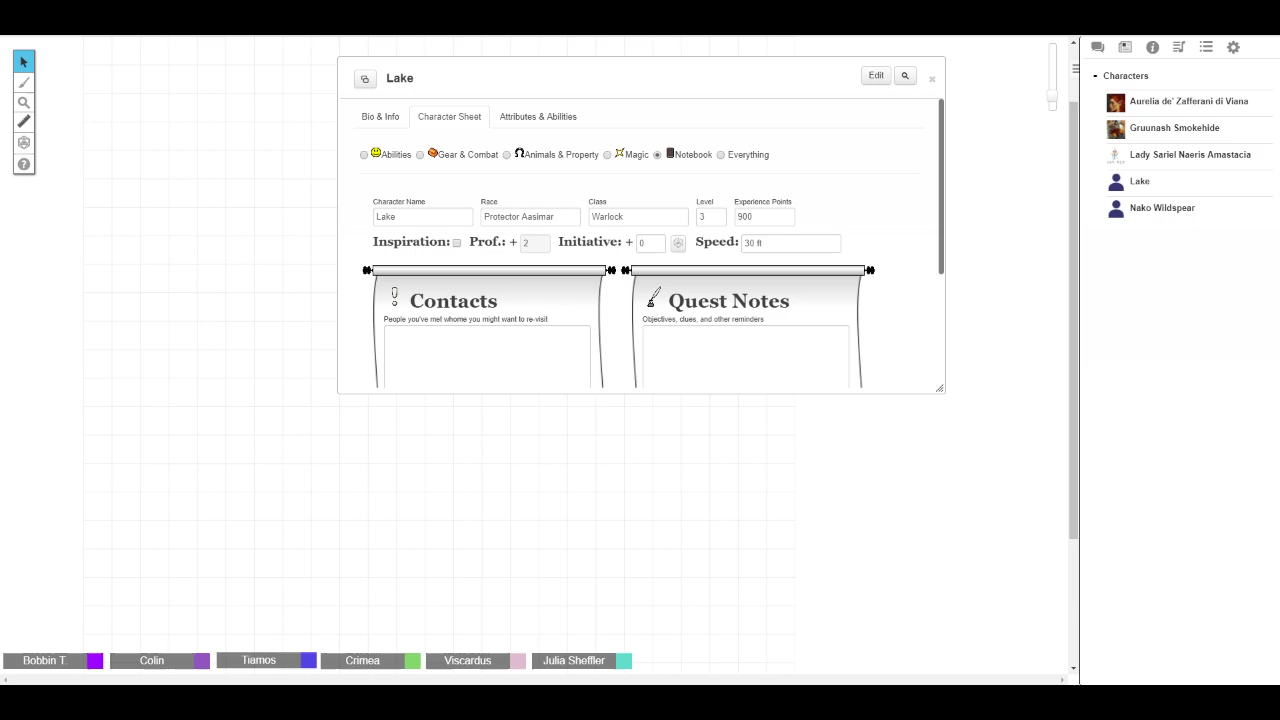 Lake
Edit
Bio & Info Character Sheet Attributes & Abilities
Abilities Gear & Combat Animals & Property Magic Notebook Everything
Character Name Race Class Level Experience Points
Lake Protector Aasimar Warlock 3 900
Inspiration: Prof.: + 2 Initiative: + 0 Speed: 30 ft
Contacts
People you've met whome you might want to re-visit
Quest Notes
Objectives, clues, and other reminders
Characters
Aurelia de' Zafferani di Viana
Gruunash Smokehide
Lady Sariel Naeris Amastacia
Lake
Nako Wildspear
Bobbin T. Colin Tiamos Crimea Viscardus Julia Sheffler